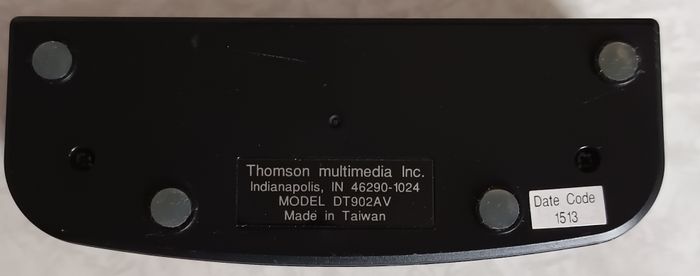 Thomson multimedia Inc.
Indianapolis, IN 46290-1024
MODEL DT902AV
Made in Taiwan
Date Code
1513